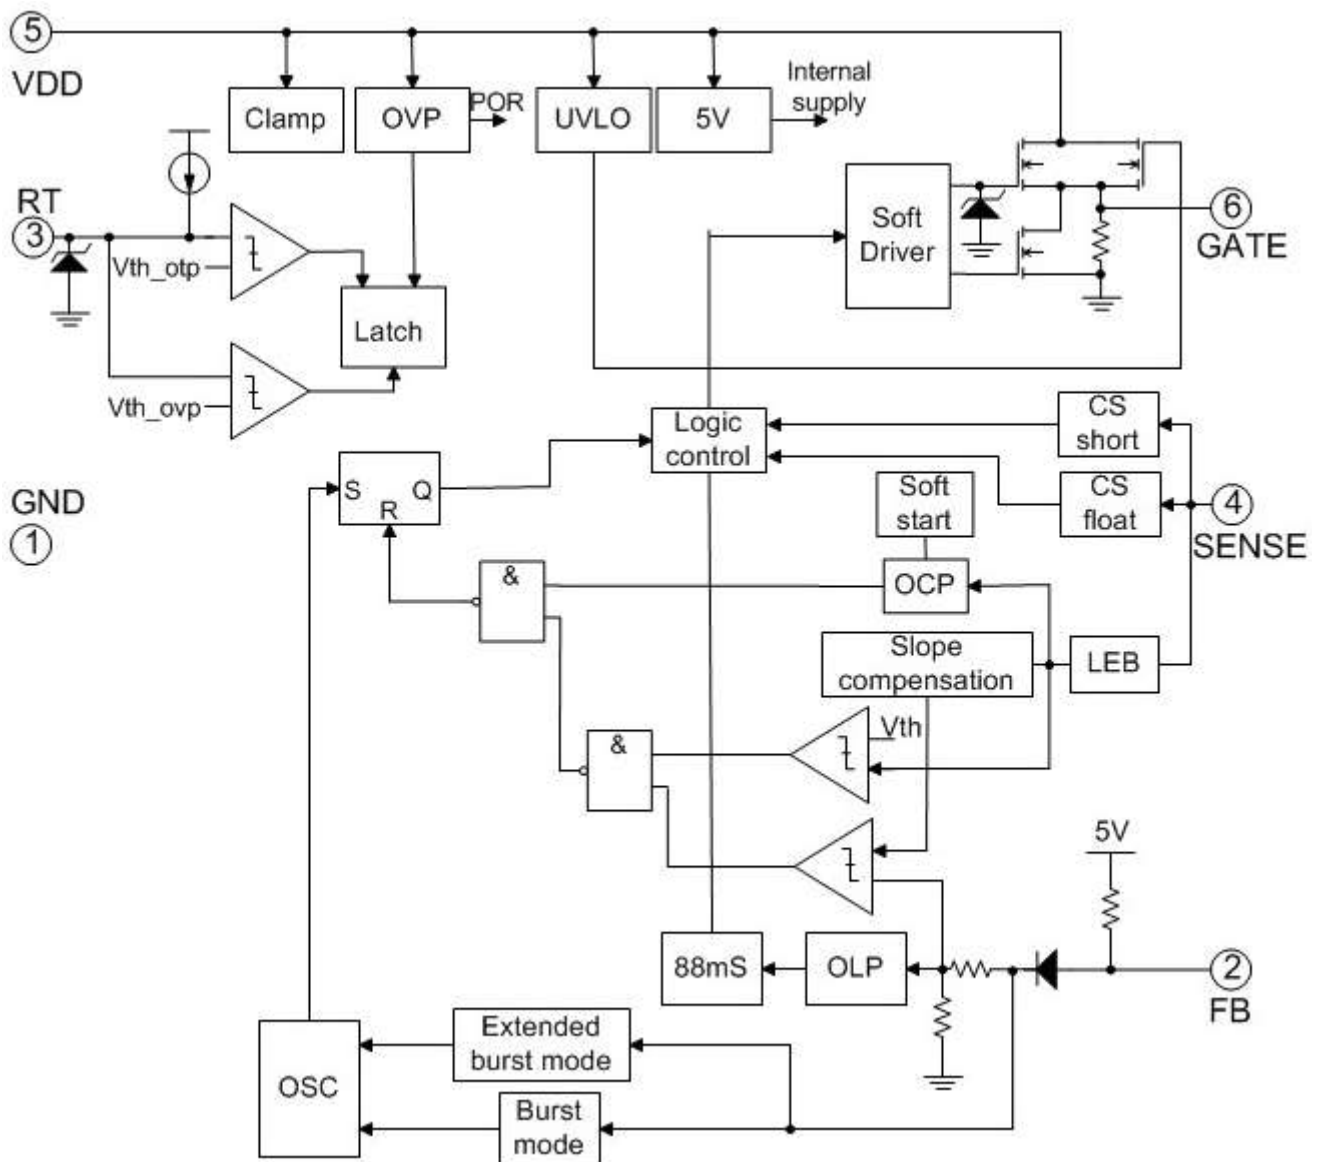 5
VDD
Clamp
OVP
POR
UVLO
5V
Internal
supply
RT
3
Vth_otp
Latch
Vth_ovp
Soft
Driver
6
GATE
GND
1
S
Q
R
Logic
control
CS
short
CS
float
4
SENSE
Soft
start
OCP
&
Slope
compensation
LEB
&
Vth
5V
88mS
OLP
2
FB
OSC
Extended
burst mode
Burst
mode